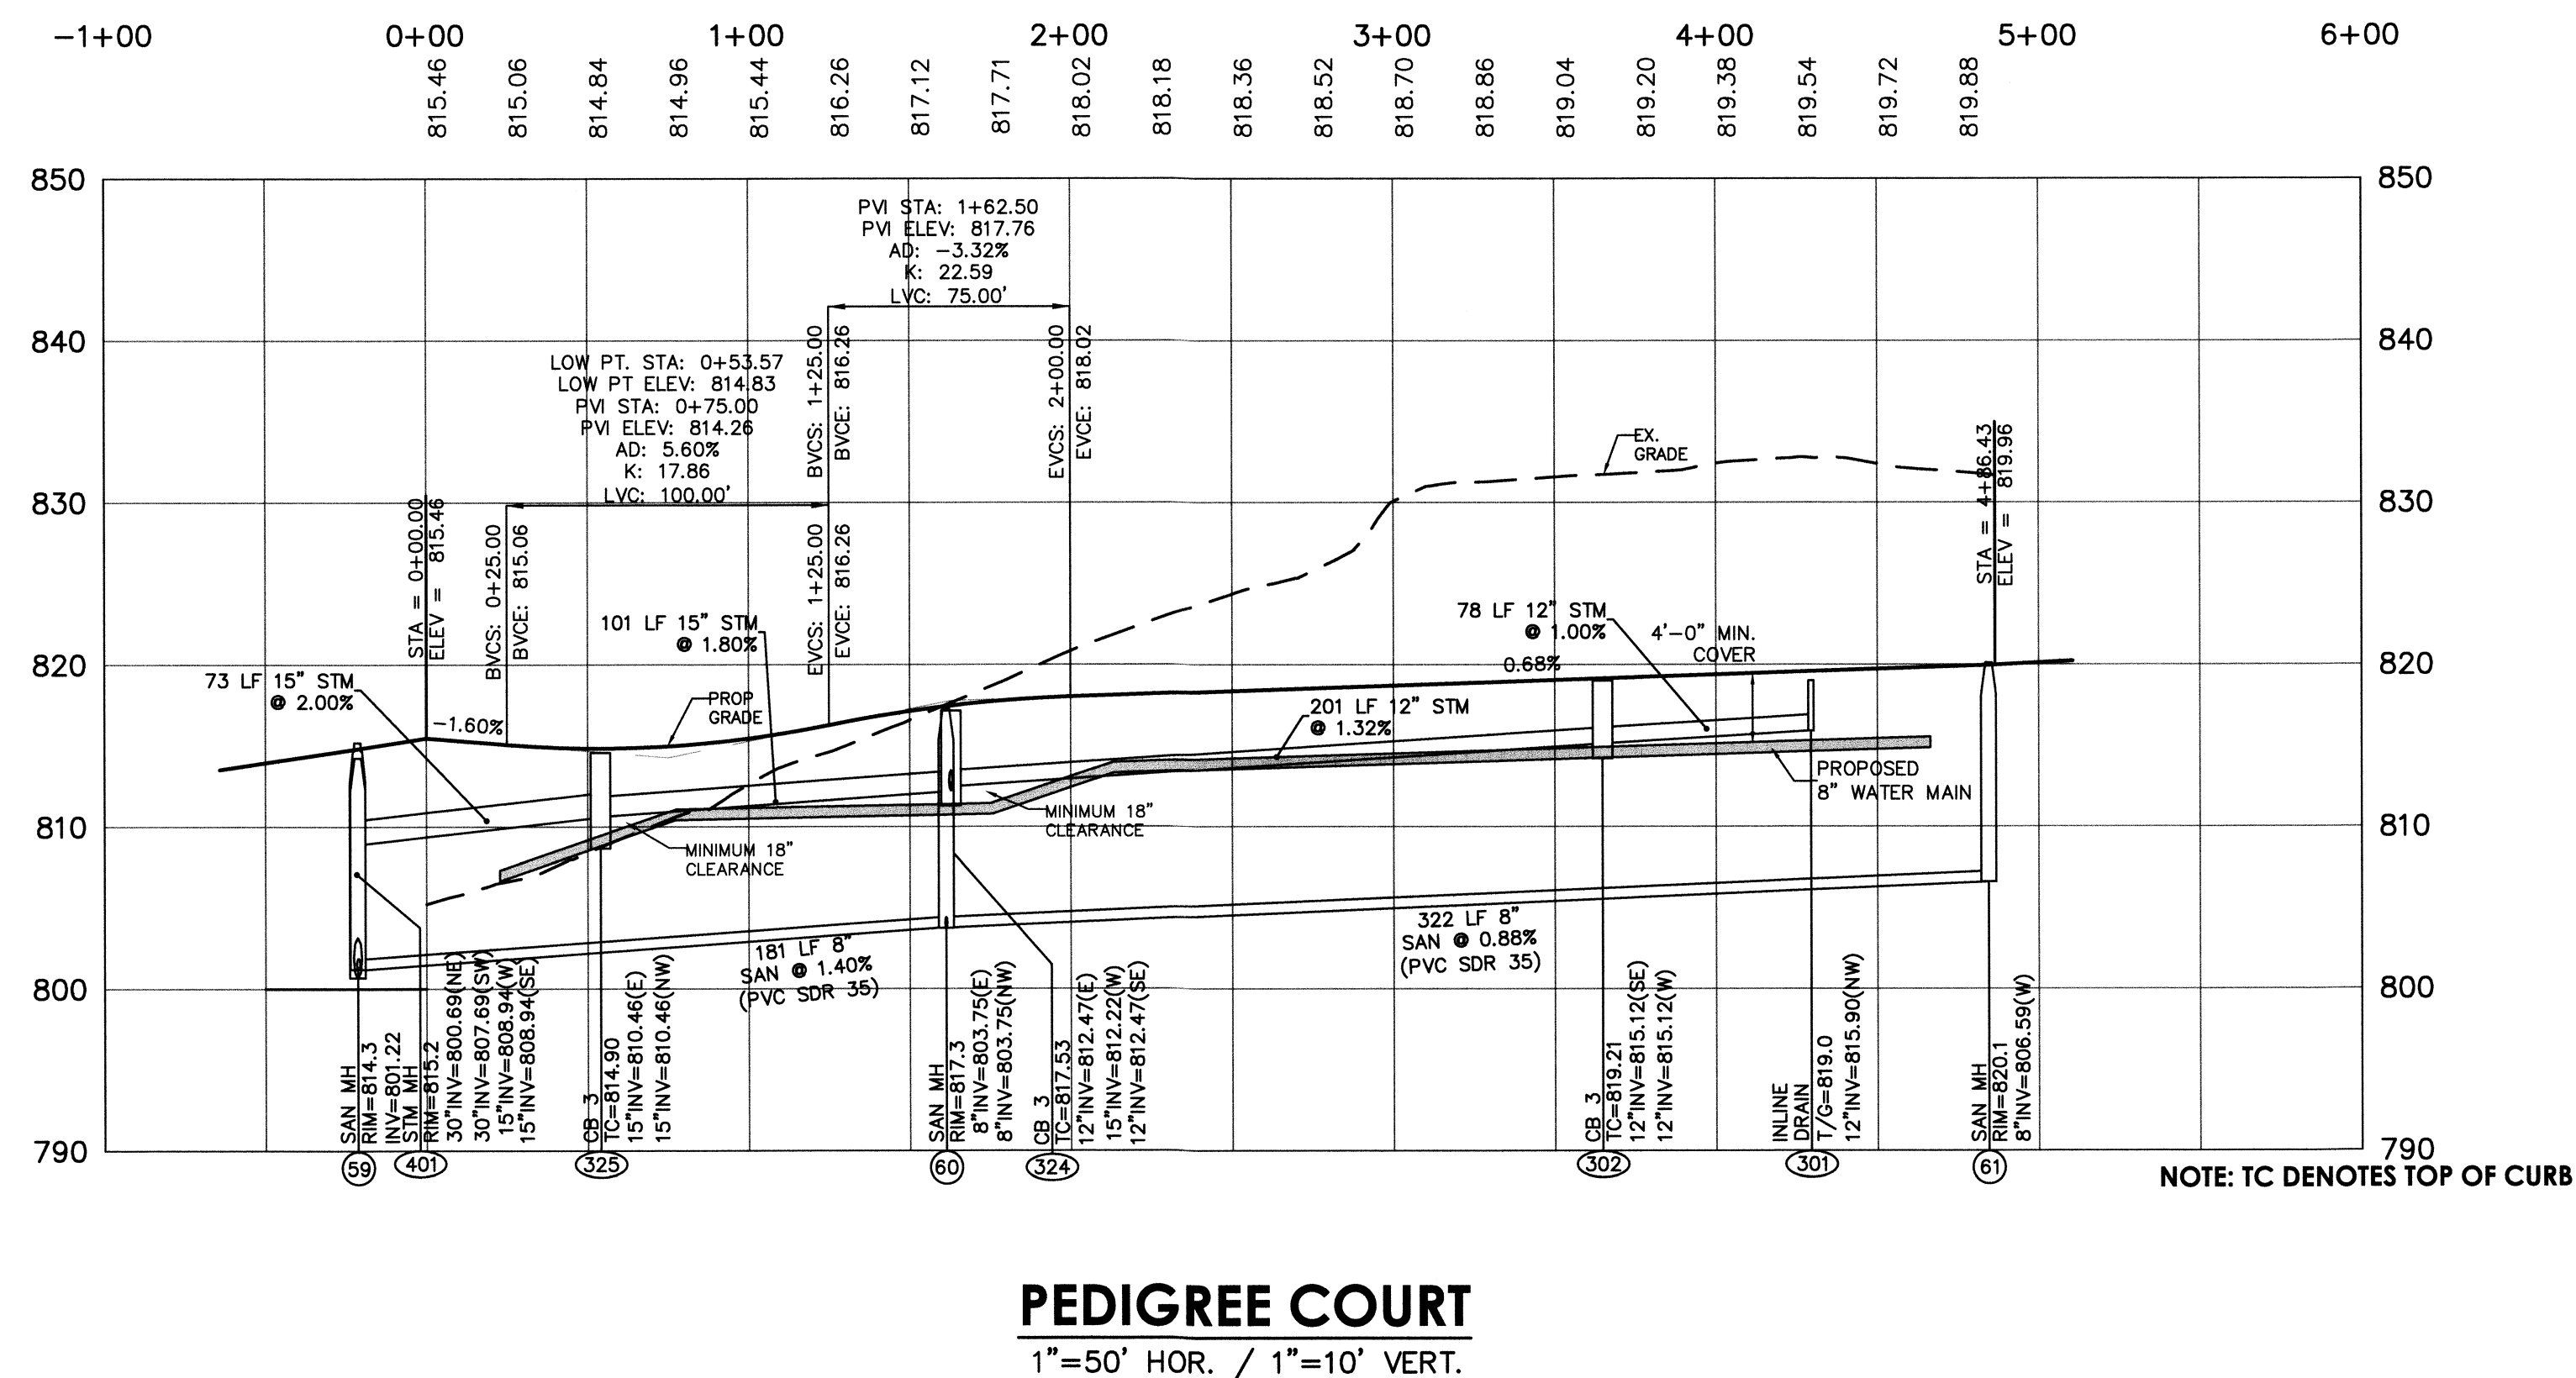 -1+00 0+00 1+00 2+00 3+00 4+00 5+00 6+00
815.46 815.06 814.84 814.96 815.44 816.26 817.12 817.71 818.02 818.18 818.36 818.52 818.70 818.86 819.04 819.20 819.38 819.54 819.72 819.88
850 850
PVI STA: 1+62.50
PVI ELEV: 817.76
AD: -3.32%
K: 22.59
LVC: 75.00'
BVCS: 1+25.00
BVCE: 816.26
EVCS: 2+00.00
EVCE: 818.02
840 840
LOW PT. STA: 0+53.57
LOW PT ELEV: 814.83
PVI STA: 0+75.00
PVI ELEV: 814.26
AD: 5.60%
K: 17.86
LVC: 100.00'
EX.
GRADE
STA = 4+86.43
ELEV = 819.96
830 830
STA = 0+00.00
ELEV = 815.46
BVCS: 0+25.00
BVCE: 815.06
EVCS: 1+25.00
EVCE: 816.26
101 LF 15" STM
@ 1.80%
78 LF 12" STM
@ 1.00%
4'-0" MIN.
COVER
0.68%
820 820
73 LF 15" STM
@ 2.00%
-1.60%
PROP
GRADE
201 LF 12" STM
@ 1.32%
PROPOSED
8" WATER MAIN
MINIMUM 18"
CLEARANCE
MINIMUM 18"
CLEARANCE
810 810
322 LF 8"
SAN @ 0.88%
(PVC SDR 35)
181 LF 8"
SAN @ 1.40%
(PVC SDR 35)
800 800
SAN MH
RIM=814.3
INV=801.22
STM MH
RIM=815.2
30"INV=800.69(NE)
30"INV=807.69(SW)
15"INV=808.94(W)
15"INV=808.94(SE)
CB 3
TC=814.90
15"INV=810.46(E)
15"INV=810.46(NW)
SAN MH
RIM=817.3
8"INV=803.75(E)
8"INV=803.75(NW)
CB 3
TC=817.53
12"INV=812.47(E)
15"INV=812.22(W)
12"INV=812.47(SE)
CB 3
TC=819.21
12"INV=815.12(SE)
12"INV=815.12(W)
INLINE
DRAIN
T/G=819.0
12"INV=815.90(NW)
SAN MH
RIM=820.1
8"INV=806.59(W)
790 790
59 401 325 60 324 302 301 61
NOTE: TC DENOTES TOP OF CURB
PEDIGREE COURT
1"=50' HOR. / 1"=10' VERT.